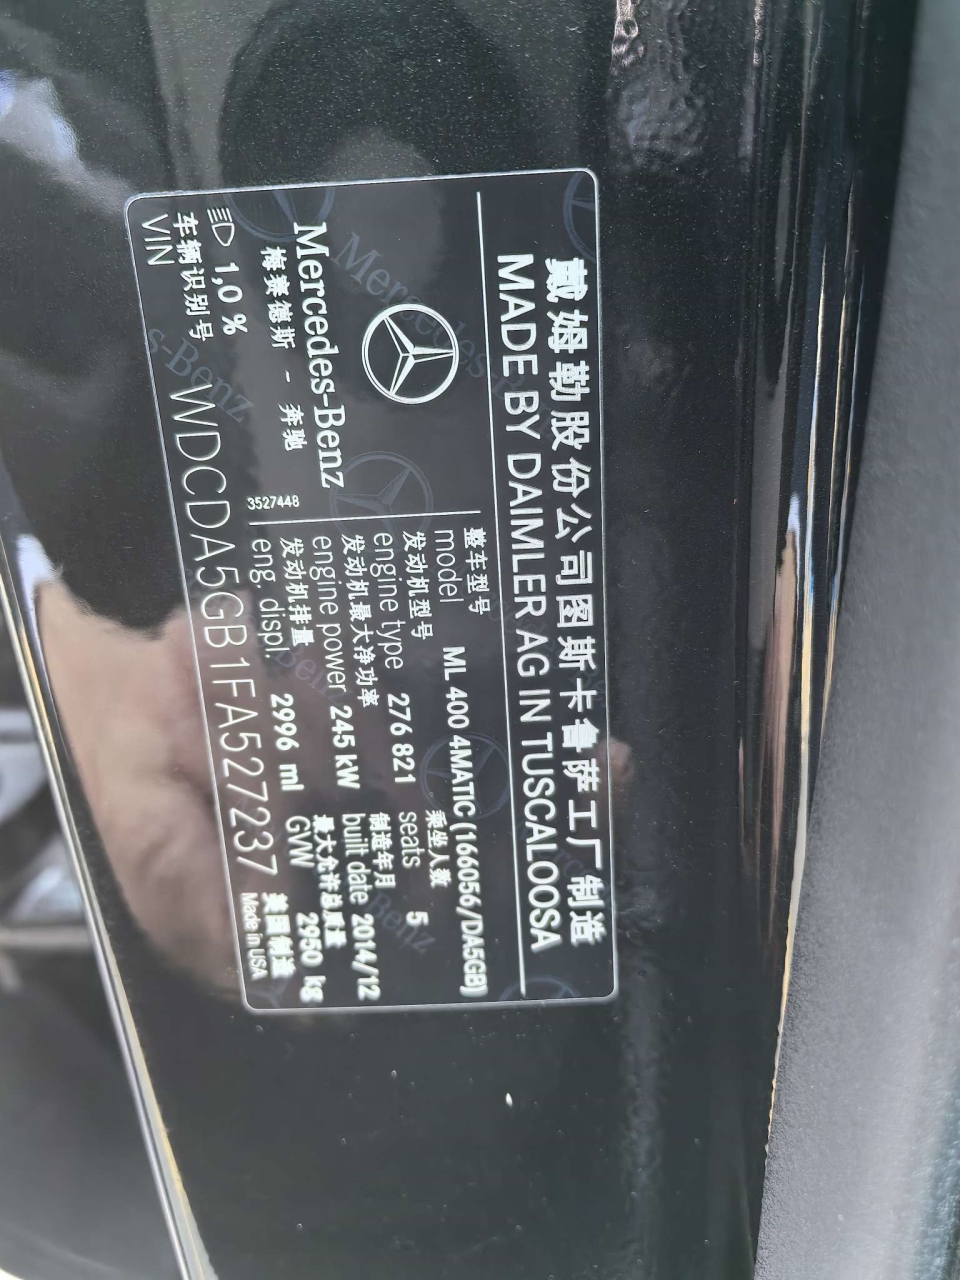 戴姆勒股份公司图斯卡鲁萨工厂制造
MADE BY DAIMLER AG IN TUSCALOOSA
Mercedes-Benz
梅赛德斯 - 奔驰
3527448
整车型号
model ML 400 4MATIC (166056/DA5GB)
发动机型号 乘坐人数
engine type 276 821 seats 5
发动机最大净功率 制造年月
engine power 245 kW built date 2014/12
发动机排量 最大允许总质量
eng. displ. 2996 ml GVW 2950 kg
1,0 %
车辆识别号 美国制造
VIN WDCDA5GB1FA527237 Made in USA